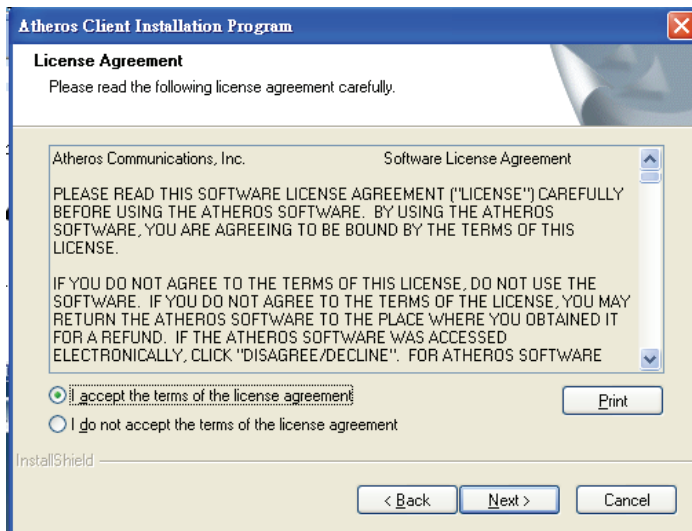 Atheros Client Installation Program
License Agreement
Please read the following license agreement carefully.
Atheros Communications, Inc. Software License Agreement
PLEASE READ THIS SOFTWARE LICENSE AGREEMENT ("LICENSE") CAREFULLY
BEFORE USING THE ATHEROS SOFTWARE. BY USING THE ATHEROS
SOFTWARE, YOU ARE AGREEING TO BE BOUND BY THE TERMS OF THIS
LICENSE.
IF YOU DO NOT AGREE TO THE TERMS OF THIS LICENSE, DO NOT USE THE
SOFTWARE. IF YOU DO NOT AGREE TO THE TERMS OF THE LICENSE, YOU MAY
RETURN THE ATHEROS SOFTWARE TO THE PLACE WHERE YOU OBTAINED IT
FOR A REFUND. IF THE ATHEROS SOFTWARE WAS ACCESSED
ELECTRONICALLY, CLICK "DISAGREE/DECLINE". FOR ATHEROS SOFTWARE
I accept the terms of the license agreement
Print
I do not accept the terms of the license agreement
InstallShield
< Back Next > Cancel